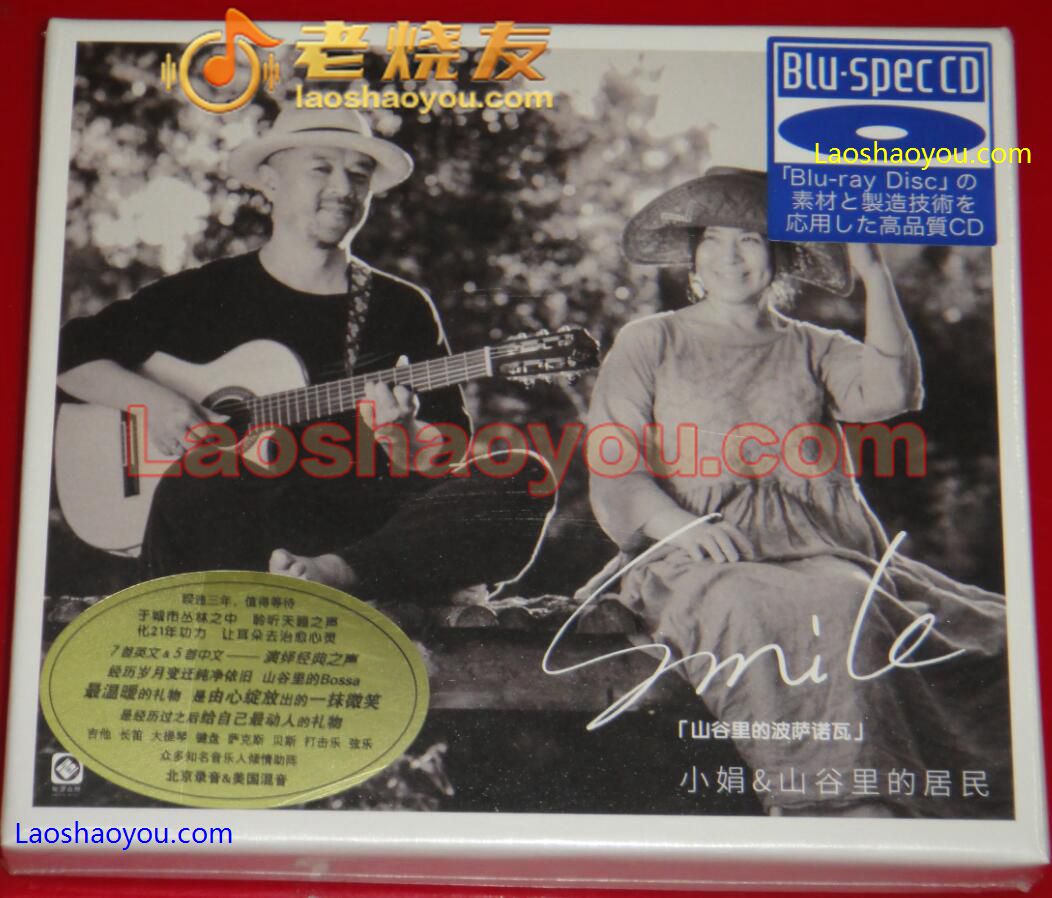 老烧友
laoshaoyou.com
BLU-SPEC CD
Laoshaoyou.com
「Blu-ray Disc」の
素材と製造技術を
応用した高品質CD
Laoshaoyou.com
Smile
「山谷里的波萨诺瓦」
小娟&山谷里的居民
睽违三年，值得等待
于城市丛林之中 聆听天籁之声
化21年功力 让耳朵去治愈心灵
7首英文&5首中文——演绎经典之声
经历岁月变迁纯净依旧 山谷里的Bossa
最温暖的礼物 是由心绽放出的一抹微笑
是经历过之后给自己最动人的礼物
吉他 长笛 大提琴 键盘 萨克斯 贝斯 打击乐 弦乐
众多知名音乐人倾情助阵
北京录音&美国混音
Laoshaoyou.com